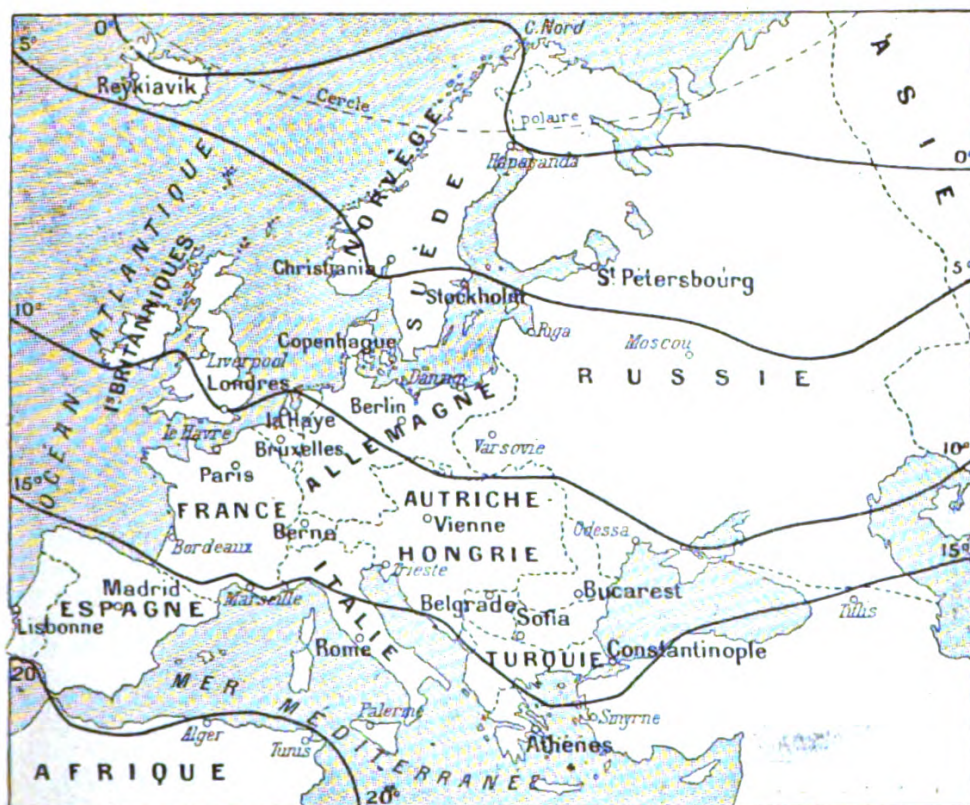 0°
C. Nord
5°
ASIE
Reykiavik
Cercle
polaire
Haparanda
0°
NORVÈGE
SUÈDE
OCÉAN ATLANTIQUE
Is BRITANNIQUES
Christiania
St Pétersbourg
5°
Stockholm
10°
Riga
Moscou
Copenhague
Liverpool
Dantzig
RUSSIE
Londres
Berlin
la Haye
ALLEMAGNE
le Havre
Bruxelles
Varsovie
10°
Paris
15°
AUTRICHE-
FRANCE
Vienne
Berne
Odessa
Bordeaux
HONGRIE
15°
ITALIE
Trieste
Madrid
Marseille
Belgrade
Bucarest
ESPAGNE
Tiflis
Sofia
Lisbonne
Rome
TURQUIE
Constantinople
20°
MER MÉDITERRANÉE
Palerme
Smyrne
Alger
Tunis
Athènes
AFRIQUE
20°